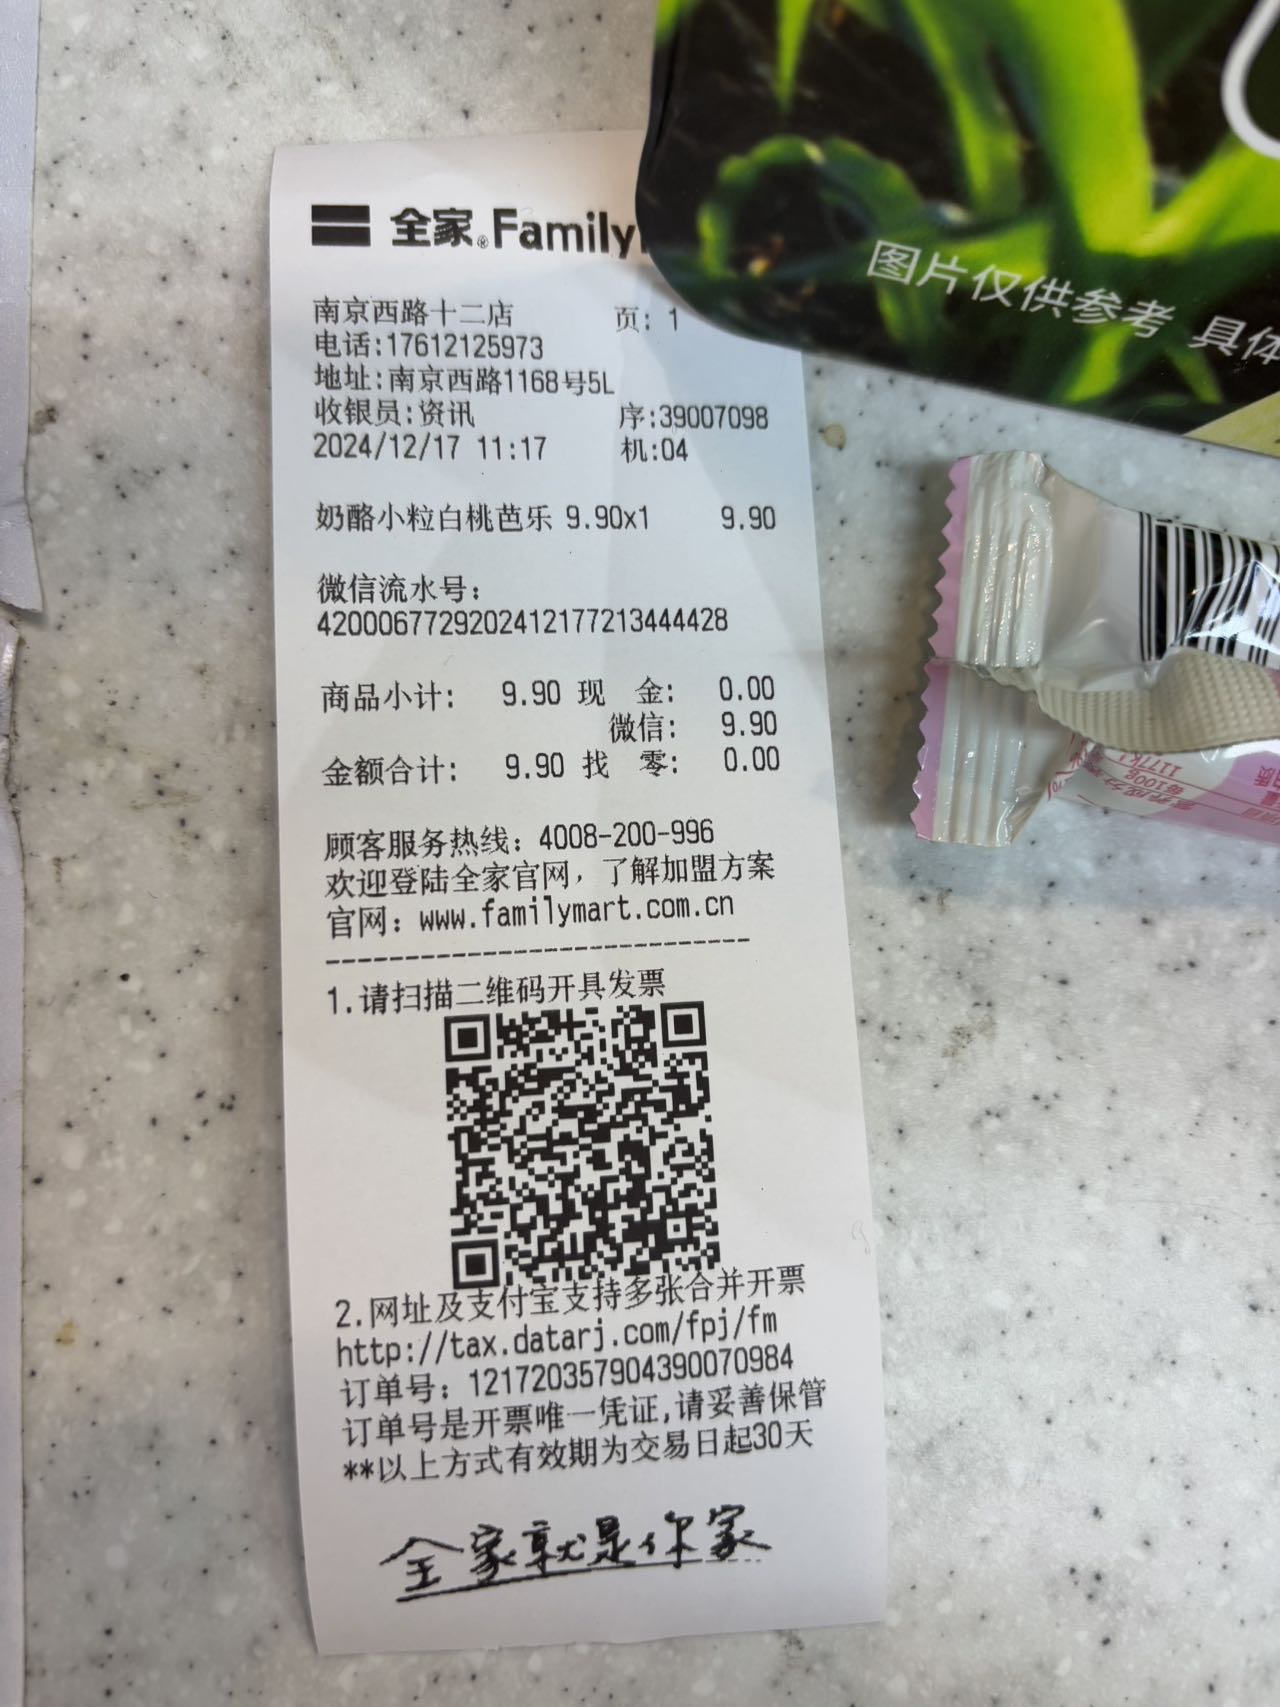 全家®Family
南京西路十二店 页: 1
电话:17612125973
地址:南京西路1168号5L
收银员:资讯 序:39007098
2024/12/17 11:17 机:04
奶酪小粒白桃芭乐 9.90x1 9.90
微信流水号:
4200067729202412177213444428
商品小计: 9.90 现 金: 0.00
微信: 9.90
金额合计: 9.90 找 零: 0.00
顾客服务热线: 4008-200-996
欢迎登陆全家官网，了解加盟方案
官网: www.familymart.com.cn
1.请扫描二维码开具发票
2.网址及支付宝支持多张合并开票
http://tax.datarj.com/fpj/fm
订单号: 121720357904390070984
订单号是开票唯一凭证,请妥善保管
**以上方式有效期为交易日起30天
全家就是你家
图片仅供参考 具体
每100g